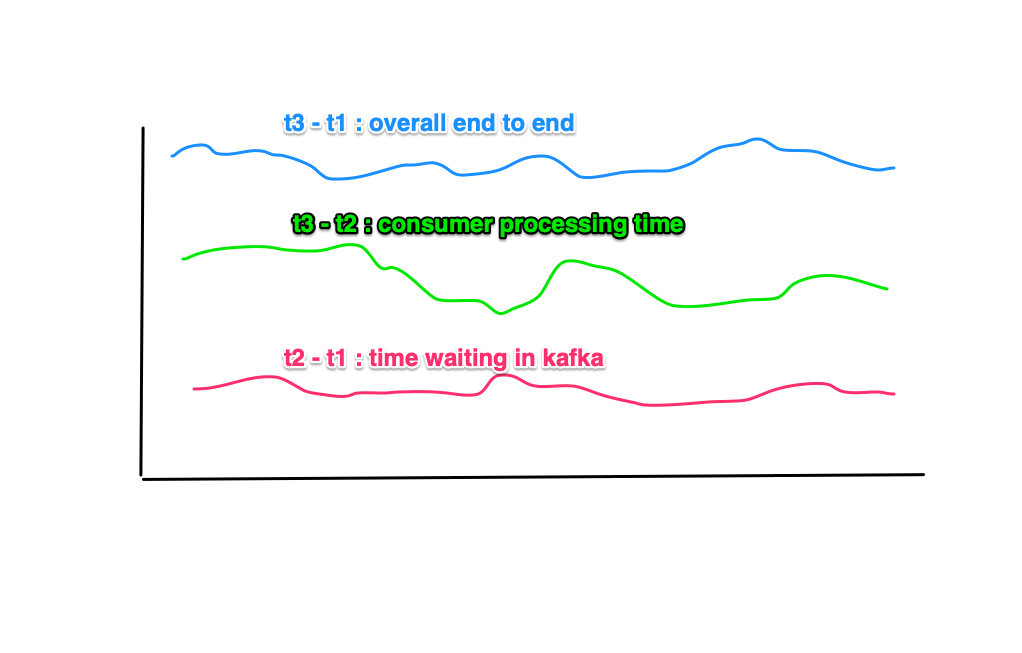 t3 - t1 : overall end to end
t3 - t2 : consumer processing time
t2 - t1 : time waiting in kafka